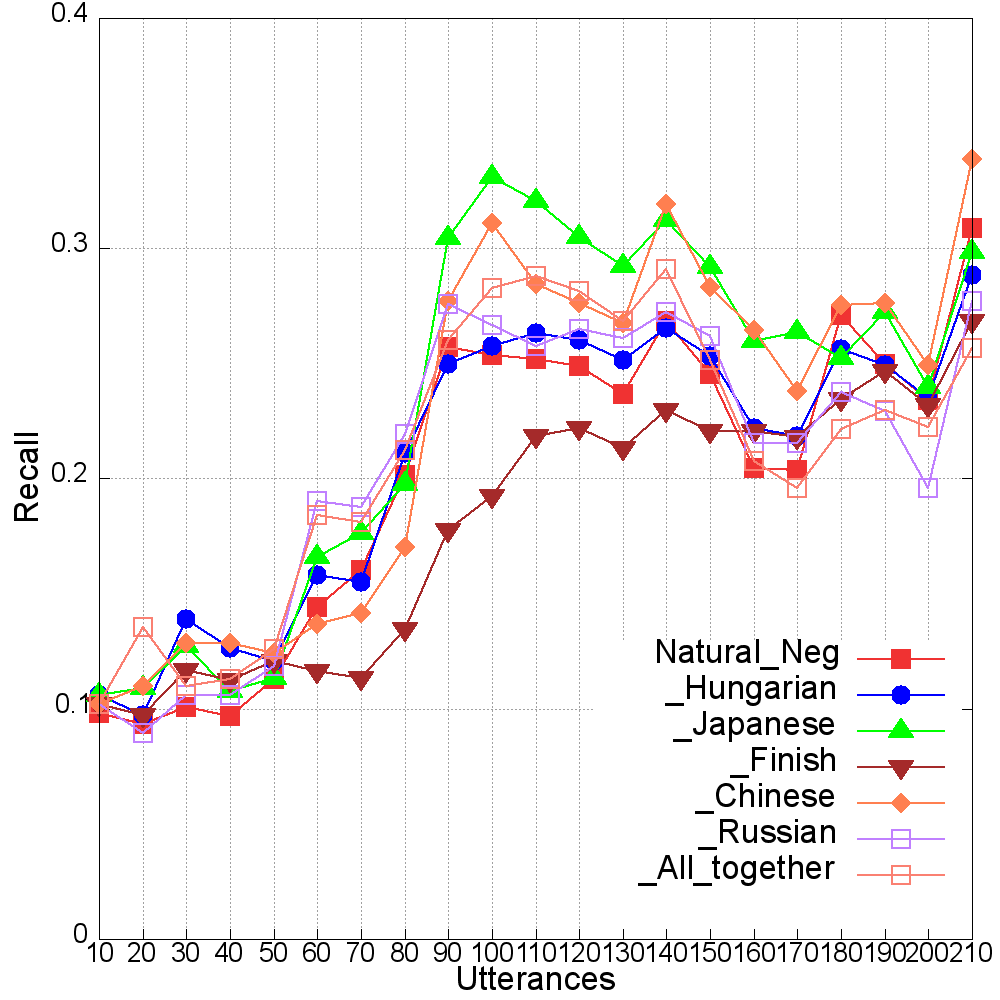 0.4
0.3
0.2
0.1
0
Recall
Natural_Neg
_Hungarian
_Japanese
_Finish
_Chinese
_Russian
_All_together
10 20 30 40 50 60 70 80 90 100 110 120 130 140 150 160 170 180 190 200 210
Utterances